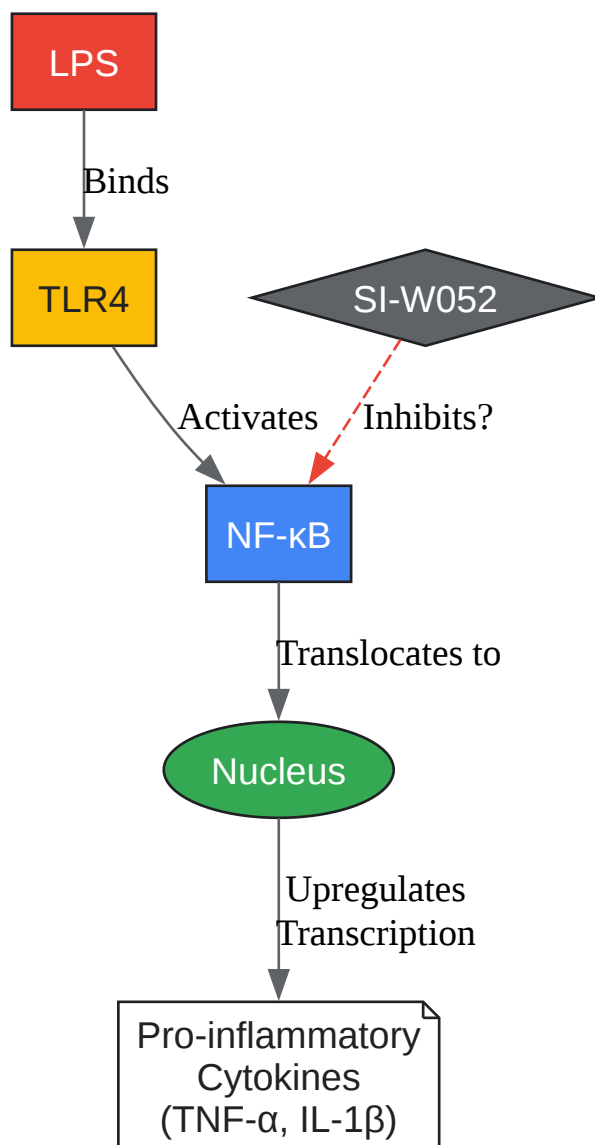 LPS
Binds
TLR4
SI-W052
Activates
Inhibits?
NF-κB
Translocates to
Nucleus
Upregulates
Transcription
Pro-inflammatory
Cytokines
(TNF-α, IL-1β)